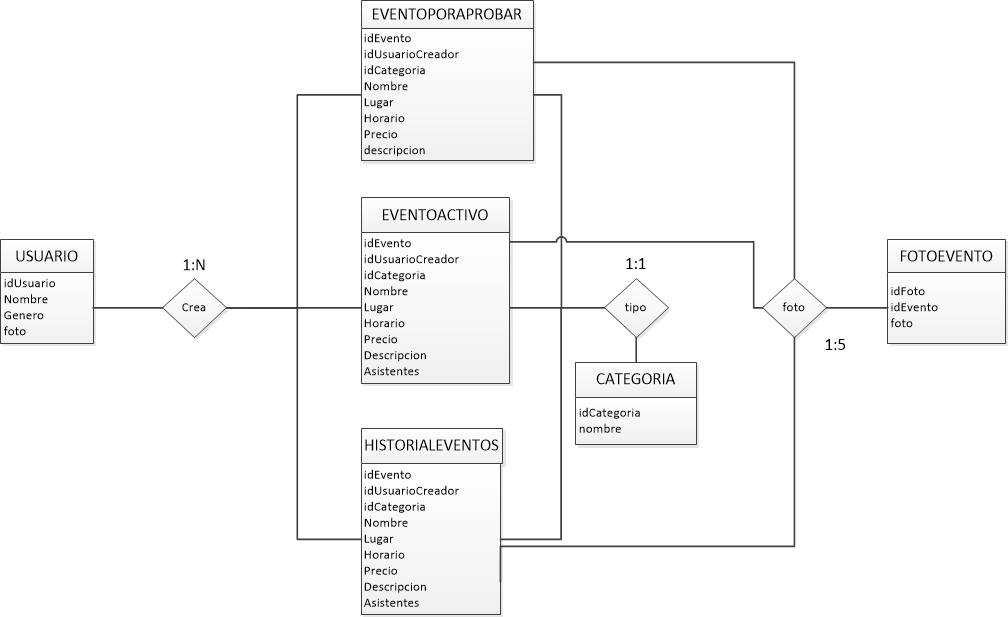 EVENTOPORAPROBAR
idEvento
idUsuarioCreador
idCategoria
Nombre
Lugar
Horario
Precio
descripcion
EVENTOACTIVO
idEvento
idUsuarioCreador
idCategoria
Nombre
Lugar
Horario
Precio
Descripcion
Asistentes
USUARIO
idUsuario
Nombre
Genero
foto
1:N
Crea
1:1
tipo
CATEGORIA
idCategoria
nombre
foto
1:5
FOTOEVENTO
idFoto
idEvento
foto
HISTORIALEVENTOS
idEvento
idUsuarioCreador
idCategoria
Nombre
Lugar
Horario
Precio
Descripcion
Asistentes